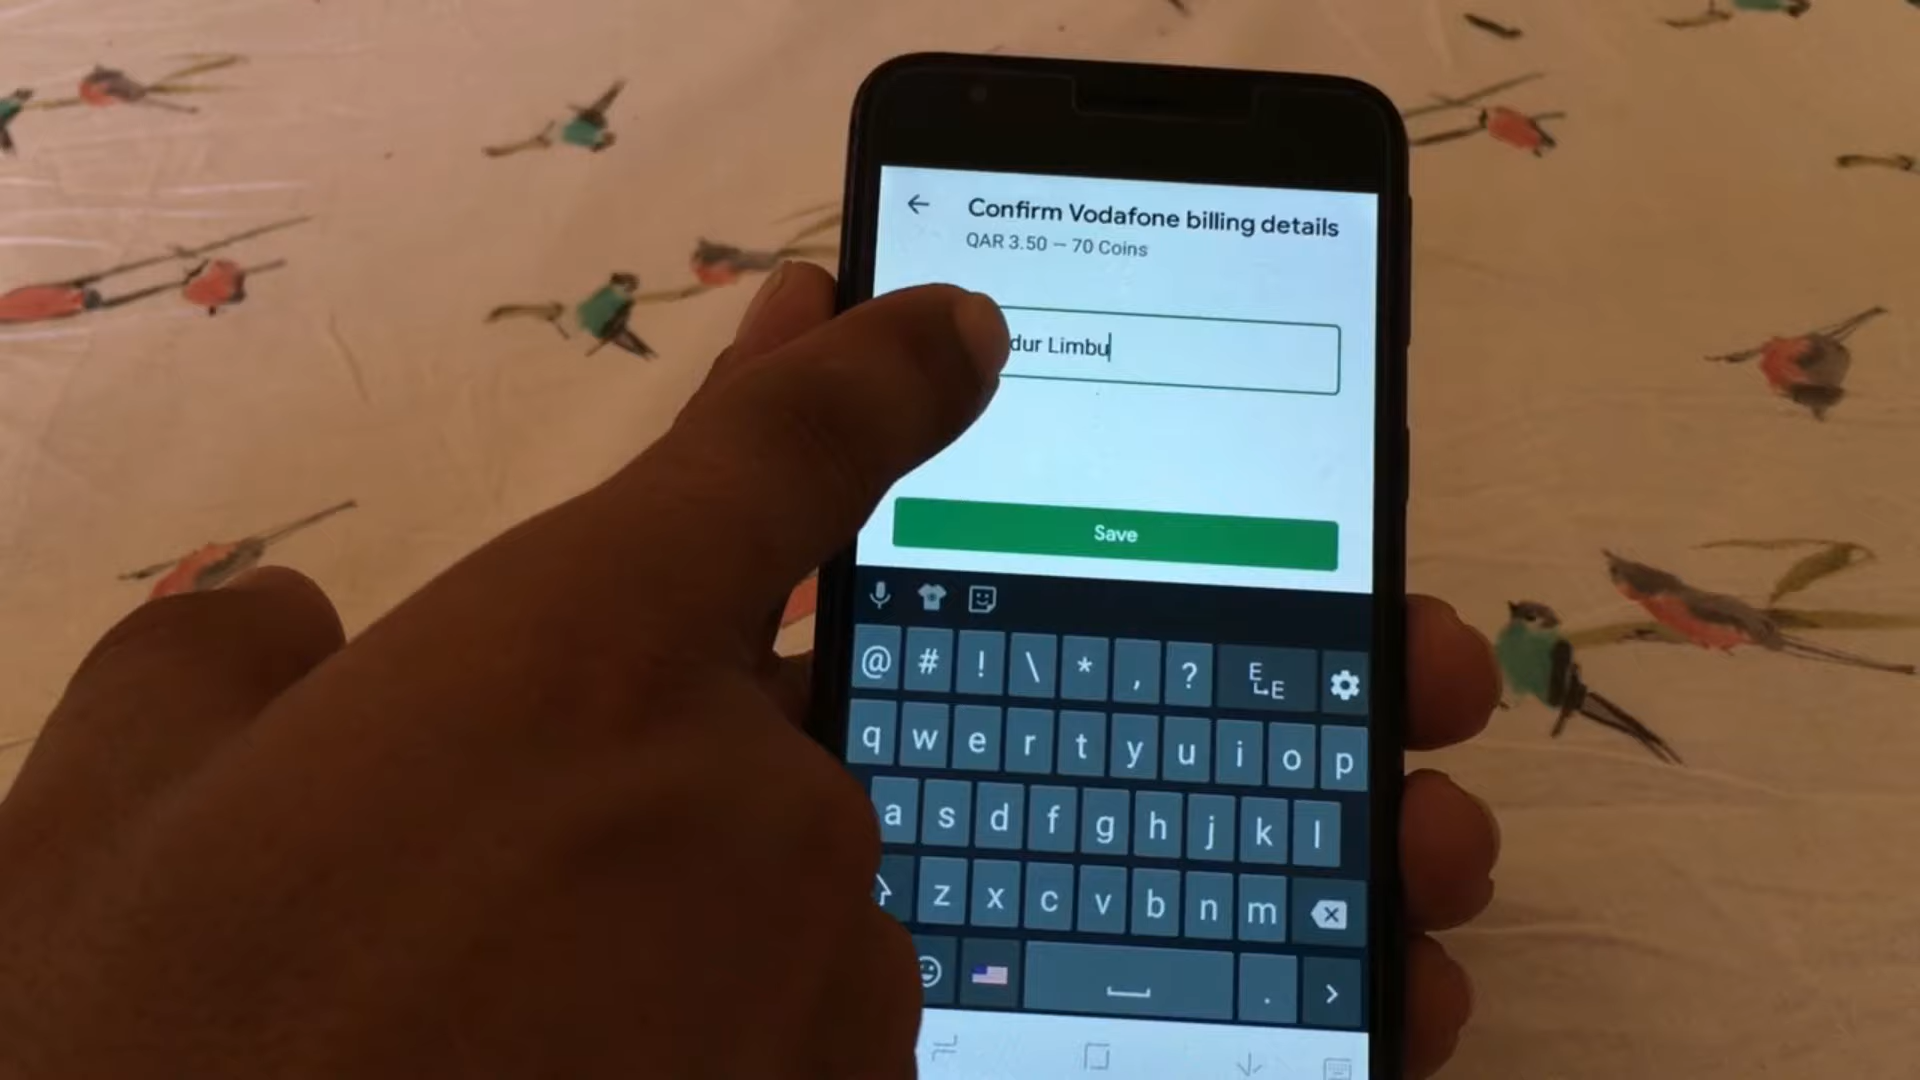 Confirm Vodafone billing details
QAR 3.50 – 70 Coins
dur Limbu
Save
@ # ! \ * , ?
q w e r t y u i o p
a s d f g h j k l
z x c v b n m
.